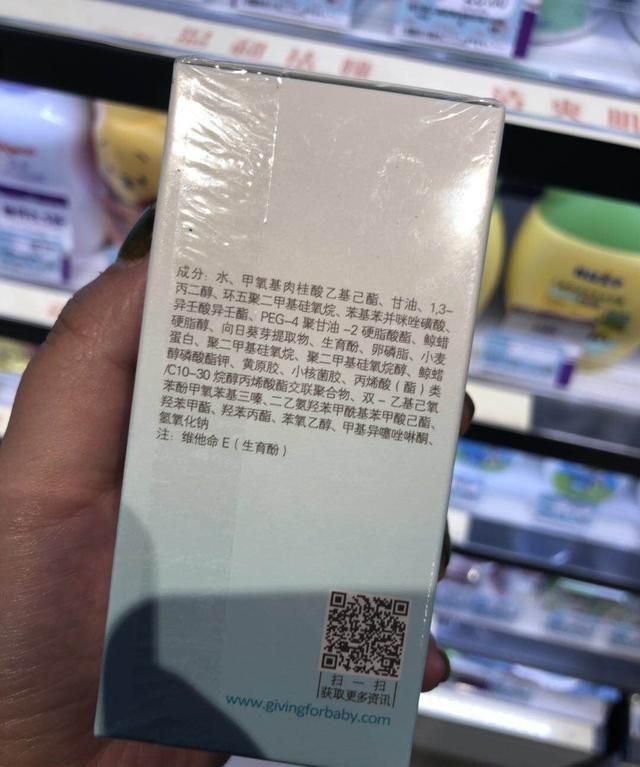 成分：水、甲氧基肉桂酸乙基己酯、甘油、1,3-
丙二醇、环五聚二甲基硅氧烷、苯基苯并咪唑磺酸、
异壬酸异壬酯、PEG-4 聚甘油-2 硬脂酸酯、鲸蜡
硬脂醇、向日葵芽提取物、生育酚、卵磷脂、小麦
蛋白、聚二甲基硅氧烷、聚二甲基硅氧烷醇、鲸蜡
醇磷酸酯钾、黄原胶、小核菌胶、丙烯酸（酯）类
/C10-30 烷醇丙烯酸酯交联聚合物、双-乙基己氧
苯酚甲氧苯基三嗪、二乙氨羟苯甲酰基苯甲酸己酯、
羟苯甲酯、羟苯丙酯、苯氧乙醇、甲基异噻唑啉酮、
氢氧化钠
注：维他命 E（生育酚）
扫一扫
获取更多资讯
www.givingforbaby.com